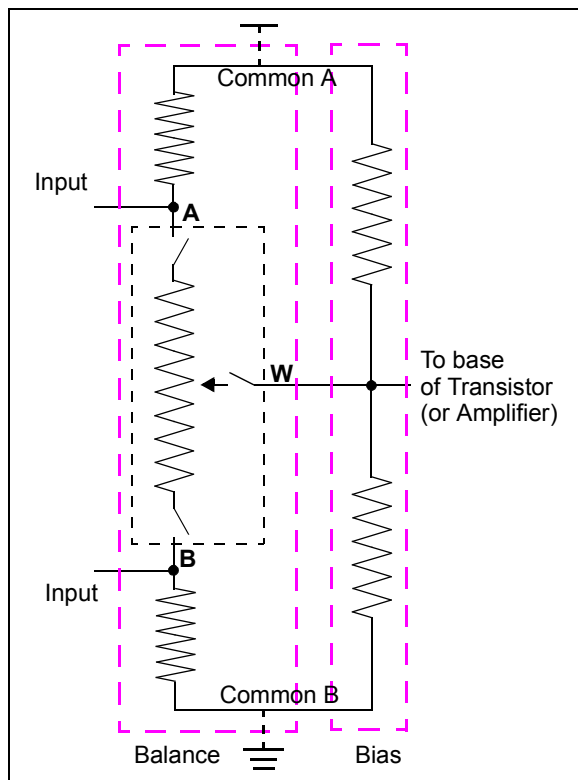 Common A
Input
A
W
To base
of Transistor
(or Amplifier)
B
Input
Common B
Balance
Bias